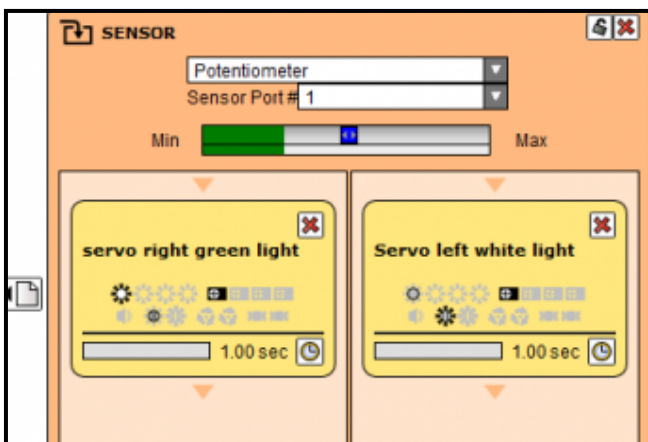 SENSOR
Potentiometer
Sensor Port # 1
Min Max
servo right green light
Servo left white light
1.00 sec
1.00 sec